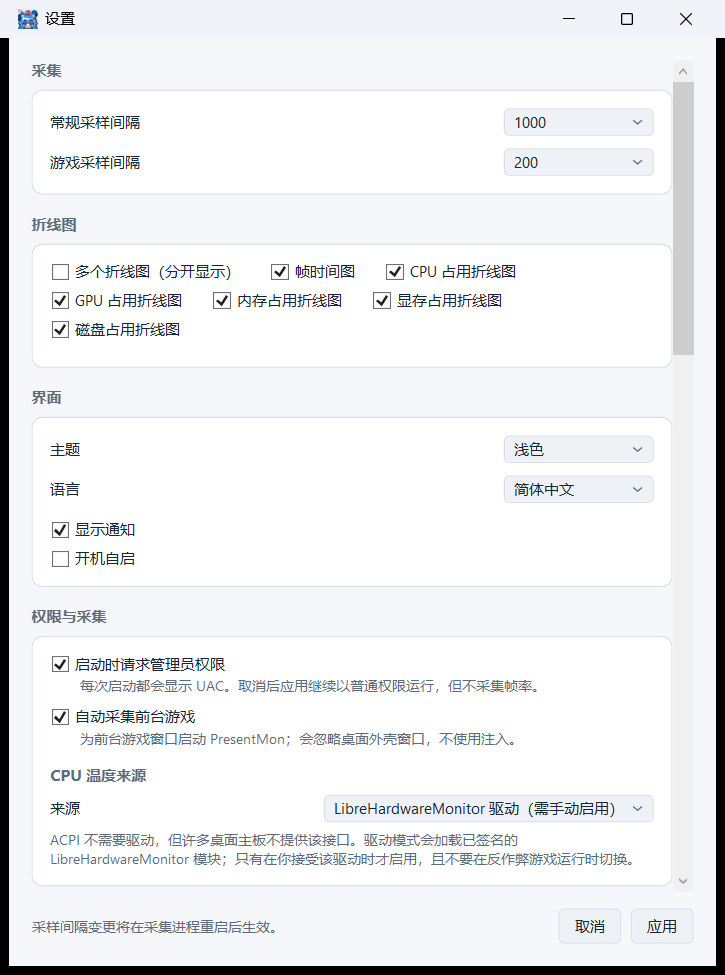 设置
采集
常规采样间隔 1000
游戏采样间隔 200
折线图
多个折线图（分开显示） 帧时间图 CPU 占用折线图
GPU 占用折线图 内存占用折线图 显存占用折线图
磁盘占用折线图
界面
主题 浅色
语言 简体中文
显示通知
开机自启
权限与采集
启动时请求管理员权限
每次启动都会显示 UAC。取消后应用继续以普通权限运行，但不采集帧率。
自动采集前台游戏
为前台游戏窗口启动 PresentMon；会忽略桌面外壳窗口，不使用注入。
CPU 温度来源
来源 LibreHardwareMonitor 驱动（需手动启用）
ACPI 不需要驱动，但许多桌面主板不提供该接口。驱动模式会加载已签名的
LibreHardwareMonitor 模块；只有在你接受该驱动时才启用，且不要在反作弊游戏运行时切换。
采样间隔变更将在采集进程重启后生效。 取消 应用